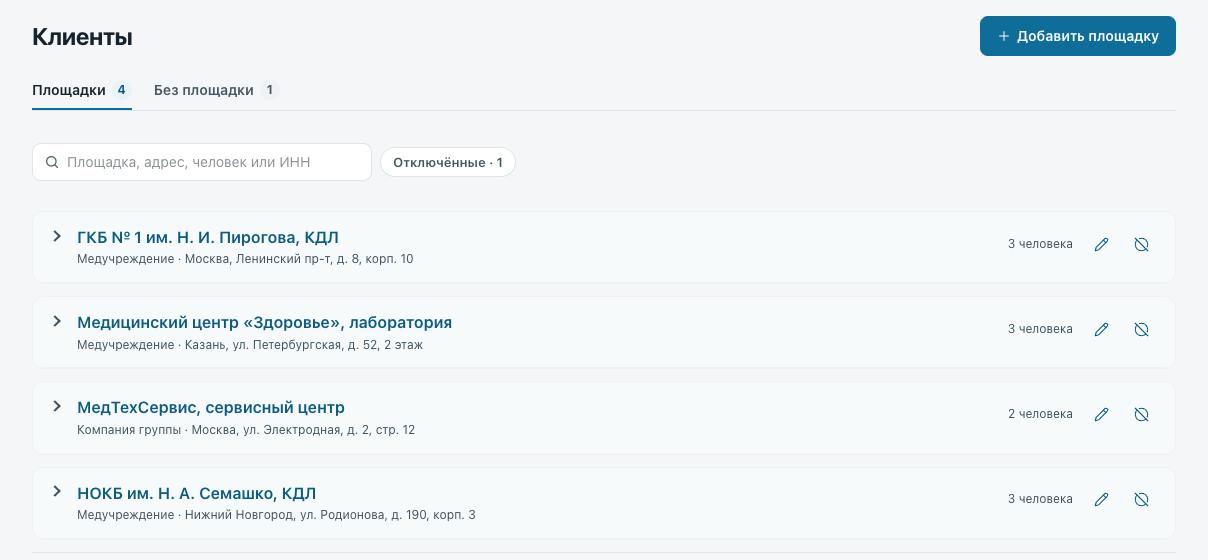 Клиенты
+ Добавить площадку
Площадки 4 Без площадки 1
Площадка, адрес, человек или ИНН Отключённые · 1
ГКБ № 1 им. Н. И. Пирогова, КДЛ
Медучреждение · Москва, Ленинский пр-т, д. 8, корп. 10
3 человека
Медицинский центр «Здоровье», лаборатория
Медучреждение · Казань, ул. Петербургская, д. 52, 2 этаж
3 человека
МедТехСервис, сервисный центр
Компания группы · Москва, ул. Электродная, д. 2, стр. 12
2 человека
НОКБ им. Н. А. Семашко, КДЛ
Медучреждение · Нижний Новгород, ул. Родионова, д. 190, корп. 3
3 человека